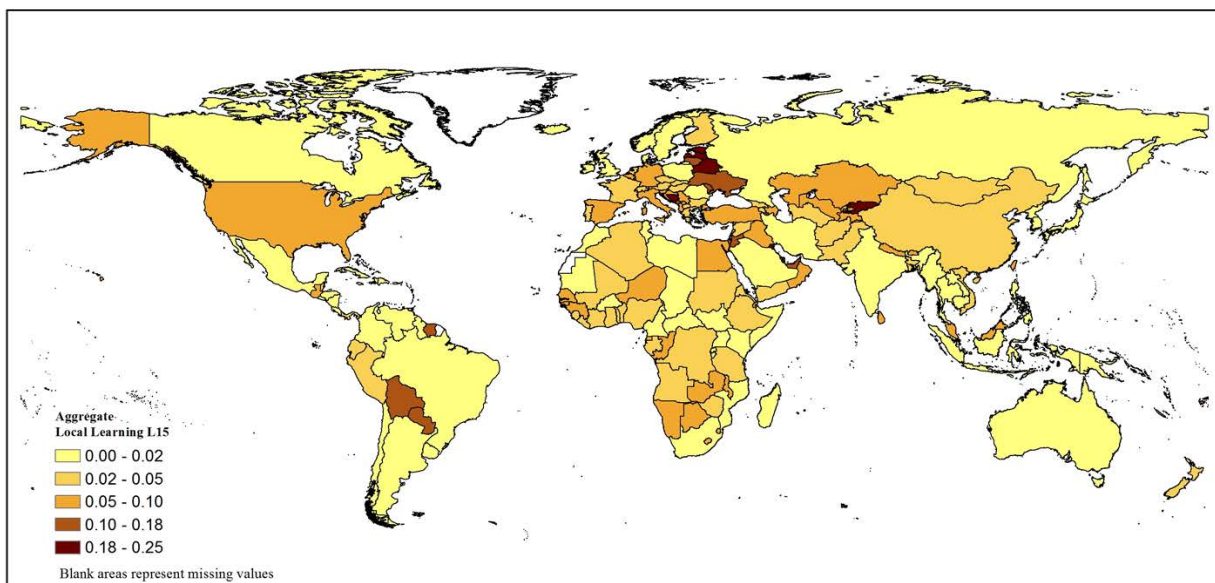 Aggregate
Local Learning L15
0.00 - 0.02
0.02 - 0.05
0.05 - 0.10
0.10 - 0.18
0.18 - 0.25
Blank areas represent missing values